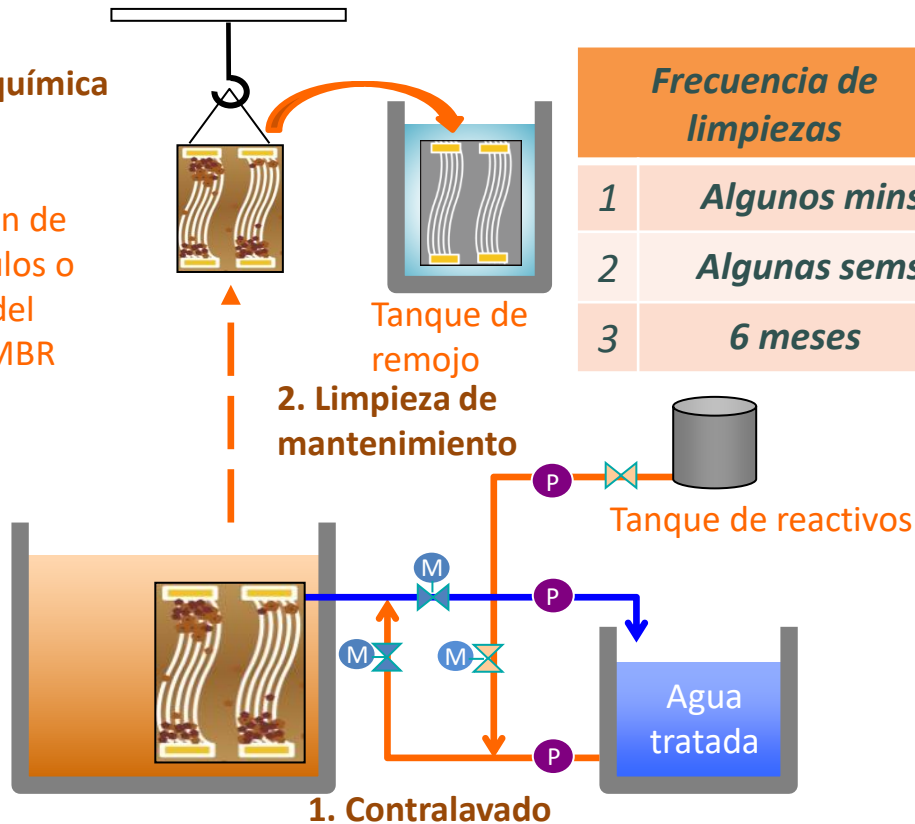 química
n de
ulos o
del
MBR
Tanque de
remojo
Frecuencia de
limpiezas
1 Algunos mins
2 Algunas sems
3 6 meses
2. Limpieza de
mantenimiento
P
Tanque de reactivos
M
P
M
M
Agua
tratada
P
1. Contralavado